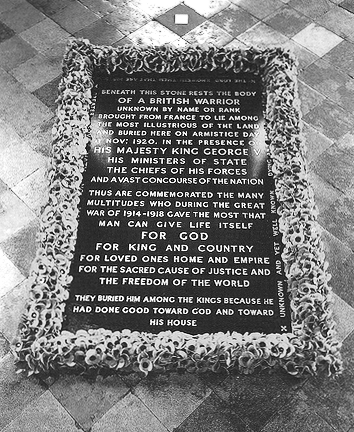 BENEATH THIS STONE RESTS THE BODY
OF A BRITISH WARRIOR
UNKNOWN BY NAME OR RANK
BROUGHT FROM FRANCE TO LIE AMONG
THE MOST ILLUSTRIOUS OF THE LAND
AND BURIED HERE ON ARMISTICE DAY
NOV: 1920, IN THE PRESENCE OF
HIS MAJESTY KING GEORGE V
HIS MINISTERS OF STATE
THE CHIEFS OF HIS FORCES
AND A VAST CONCOURSE OF THE NATION
THUS ARE COMMEMORATED THE MANY
MULTITUDES WHO DURING THE GREAT
WAR OF 1914-1918 GAVE THE MOST THAT
MAN CAN GIVE LIFE ITSELF
FOR GOD
FOR KING AND COUNTRY
FOR LOVED ONES HOME AND EMPIRE
FOR THE SACRED CAUSE OF JUSTICE AND
THE FREEDOM OF THE WORLD
THEY BURIED HIM AMONG THE KINGS BECAUSE HE
HAD DONE GOOD TOWARD GOD AND TOWARD
HIS HOUSE
X UNKNOWN AND YET WELL KNOWN